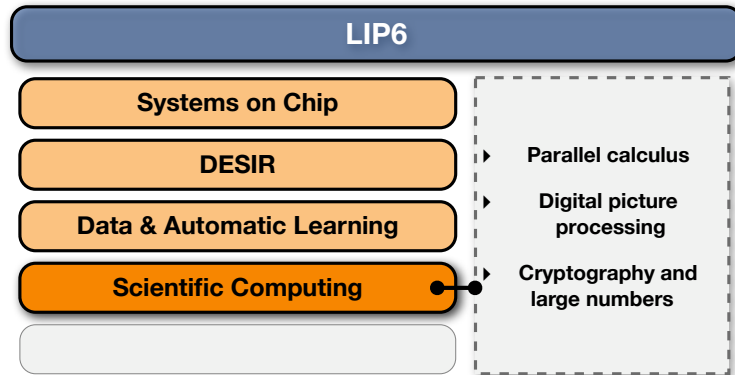 LIP6
Systems on Chip
DESIR
Data & Automatic Learning
Scientific Computing
Parallel calculus
Digital picture
processing
Cryptography and
large numbers